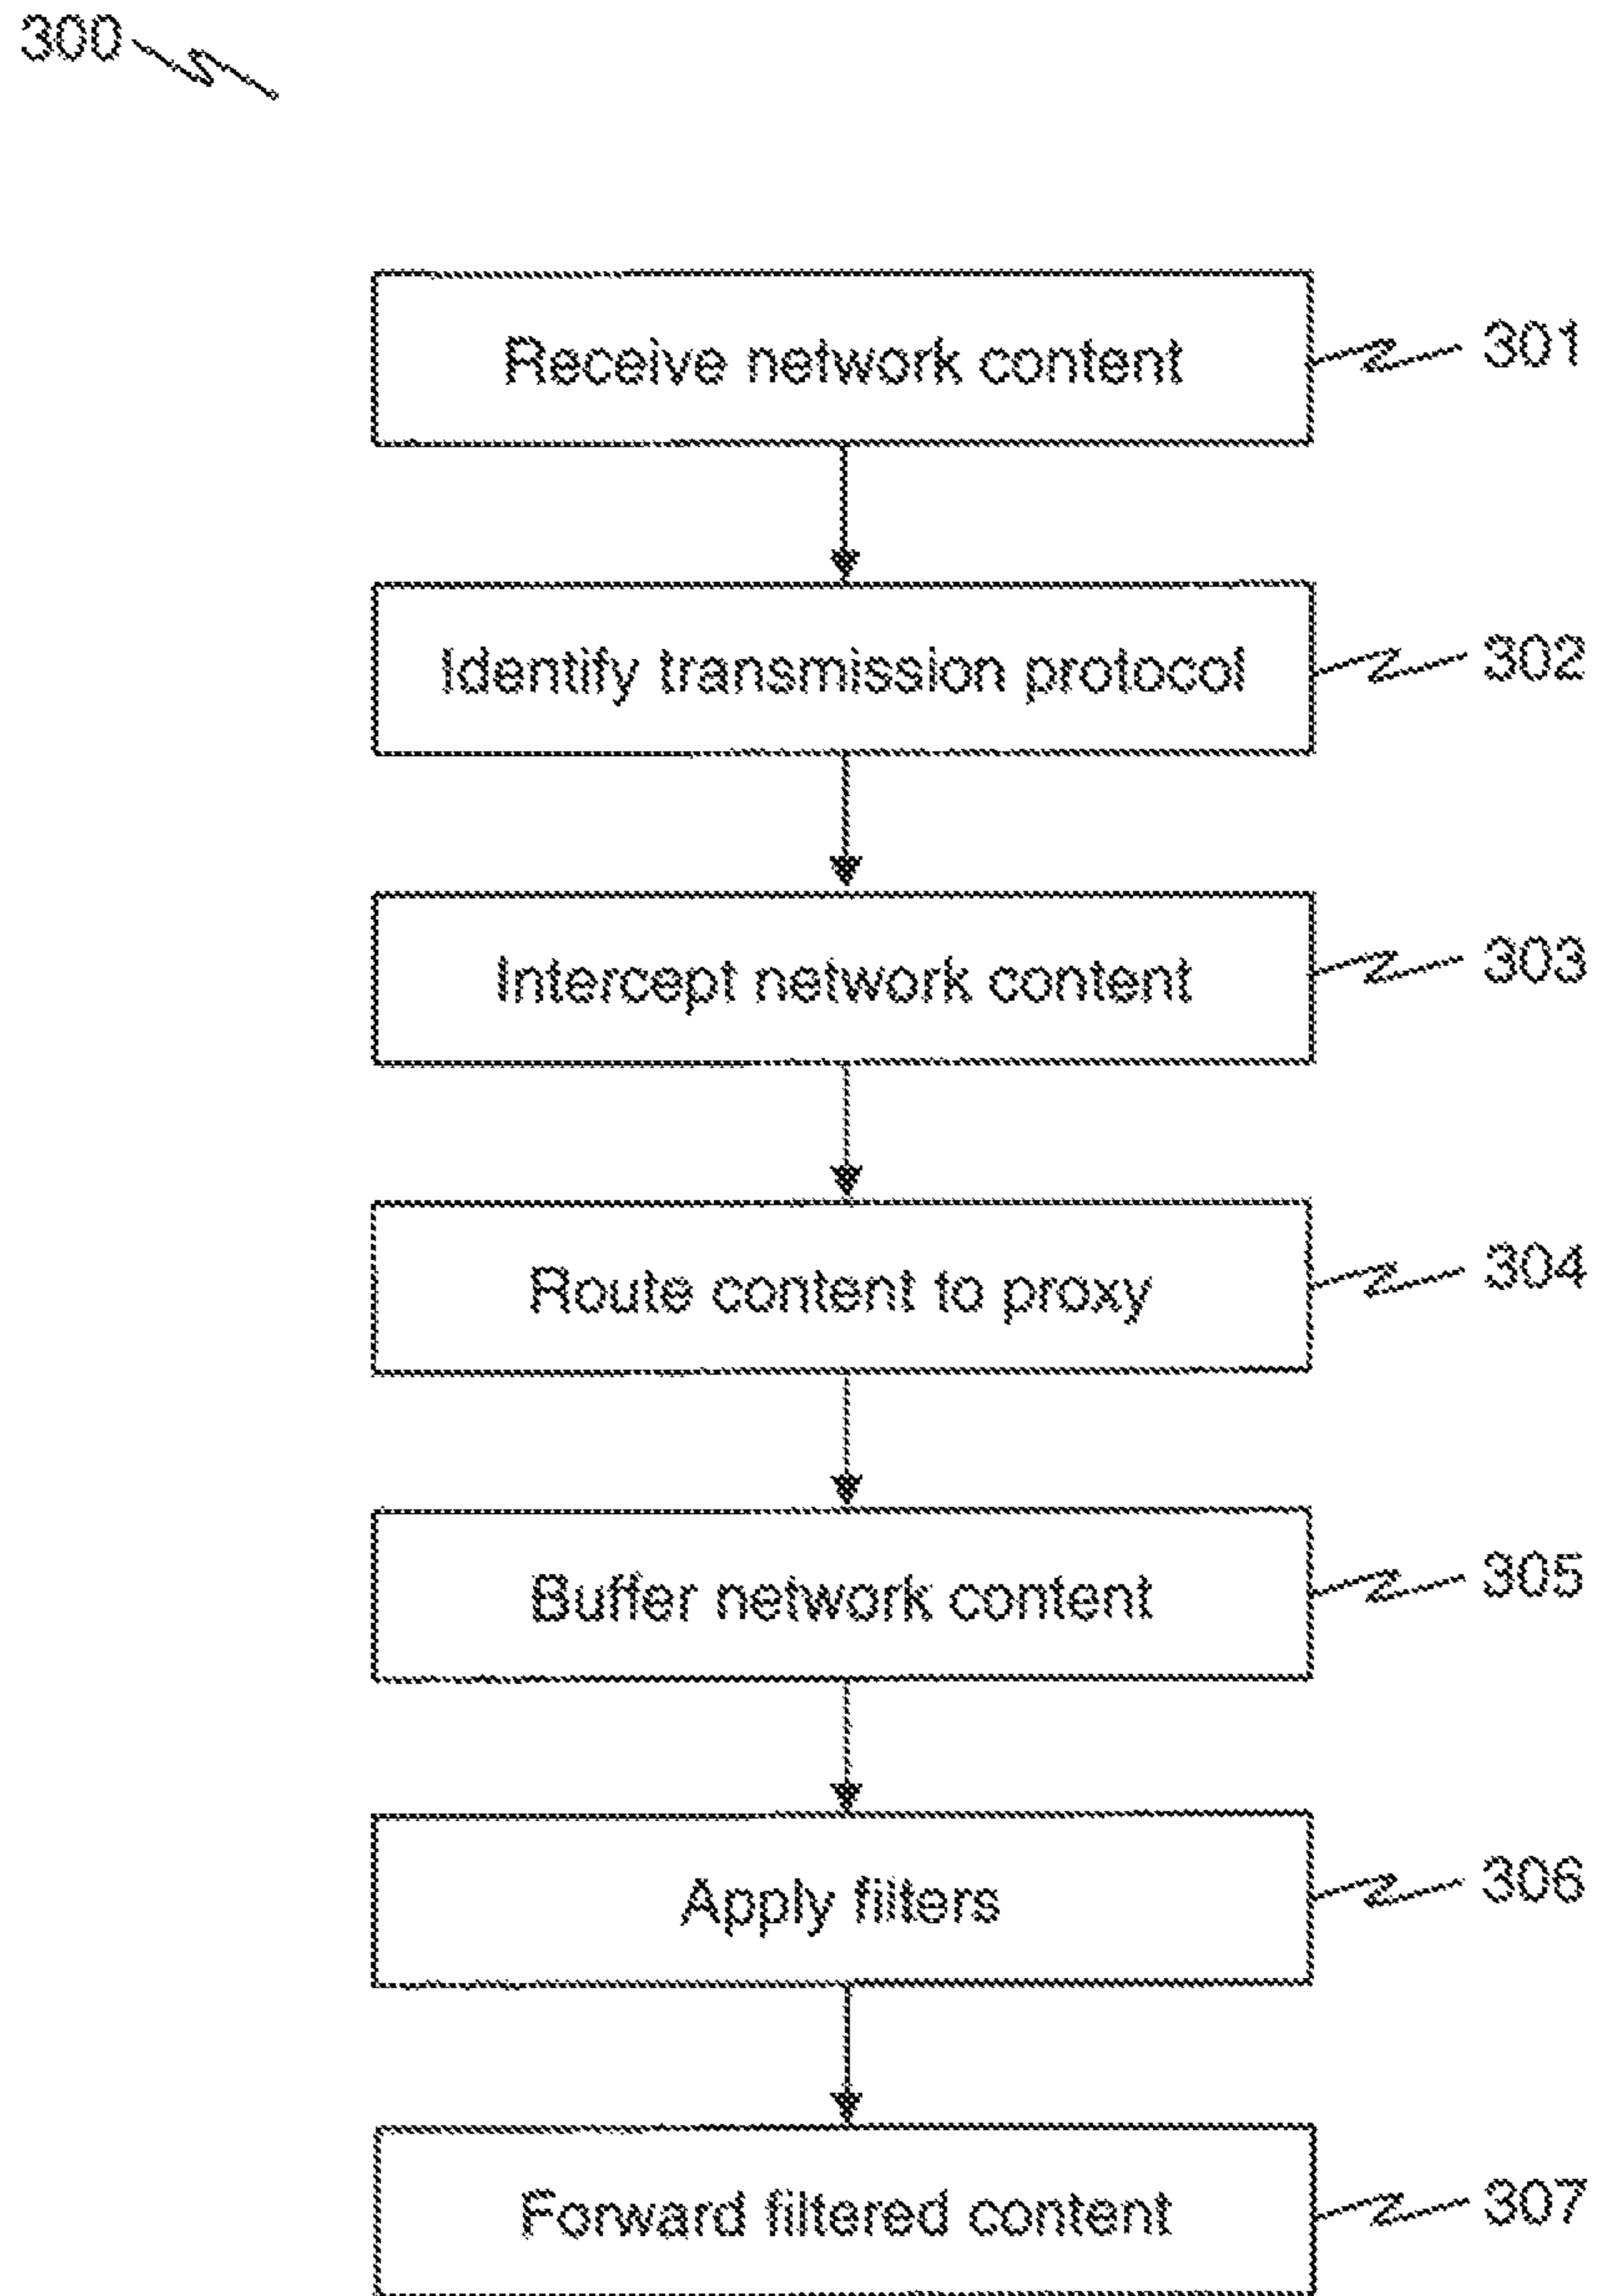 300
Receive network content
301
Identify transmission protocol
302
Intercept network content
303
Route content to proxy
304
Buffer network content
305
Apply filters
306
Forward filtered content
307